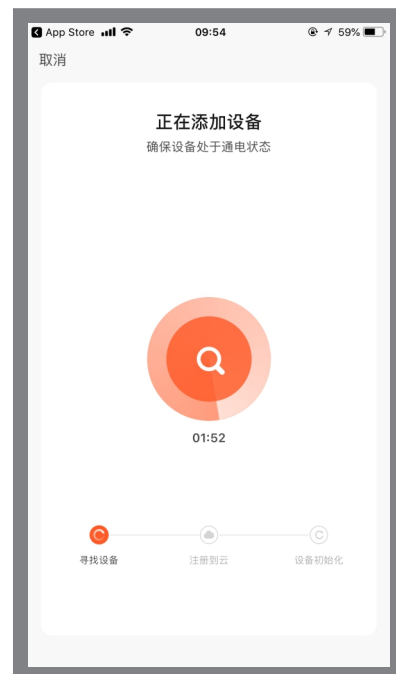 App Store 09:54 59%
取消
正在添加设备
确保设备处于通电状态
01:52
寻找设备 注册到云 设备初始化